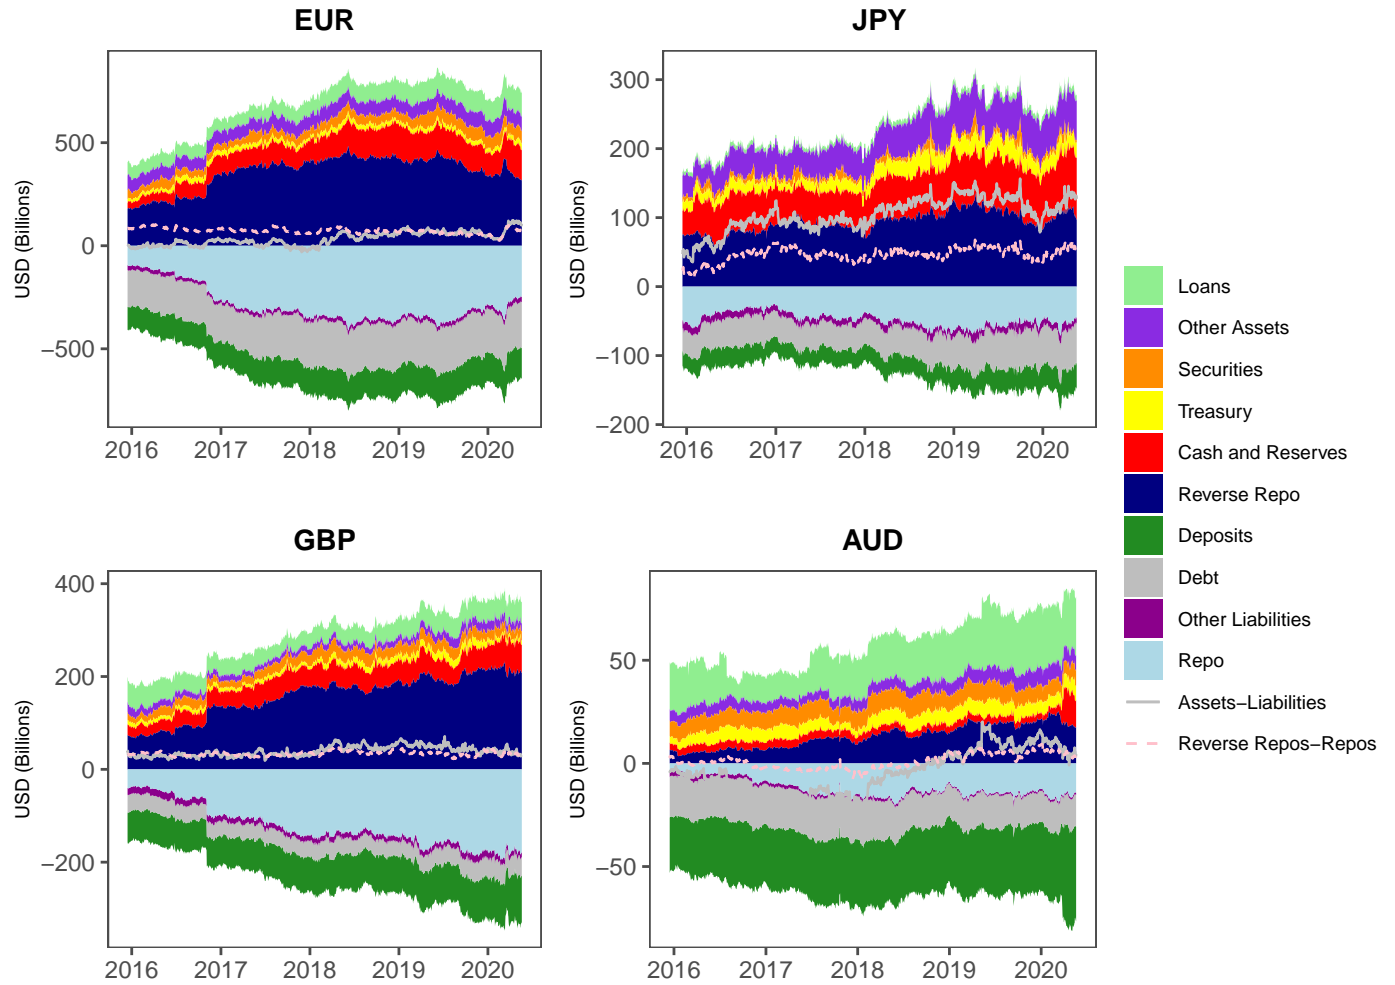 EUR
JPY
USD (Billions)
500
0
−500
2016 2017 2018 2019 2020
USD (Billions)
300
200
100
0
−100
−200
2016 2017 2018 2019 2020
GBP
AUD
USD (Billions)
400
200
0
−200
2016 2017 2018 2019 2020
USD (Billions)
50
0
−50
2016 2017 2018 2019 2020
Loans
Other Assets
Securities
Treasury
Cash and Reserves
Reverse Repo
Deposits
Debt
Other Liabilities
Repo
Assets−Liabilities
Reverse Repos−Repos